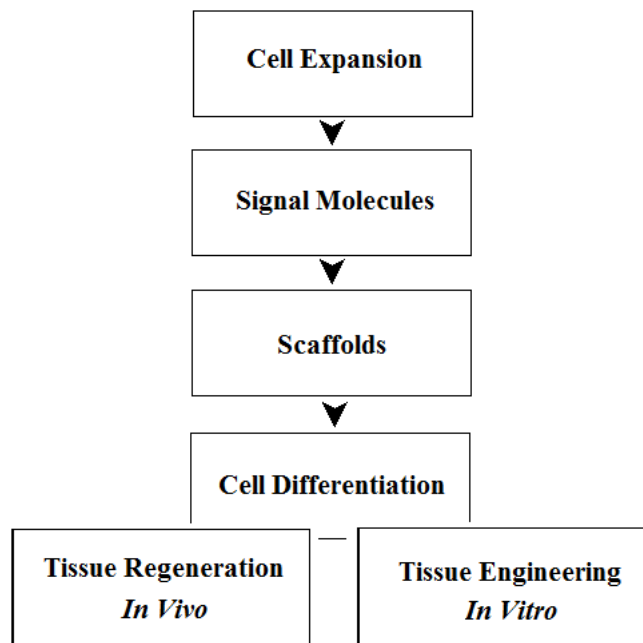 Cell Expansion
Signal Molecules
Scaffolds
Cell Differentiation
Tissue Regeneration
In Vivo
Tissue Engineering
In Vitro